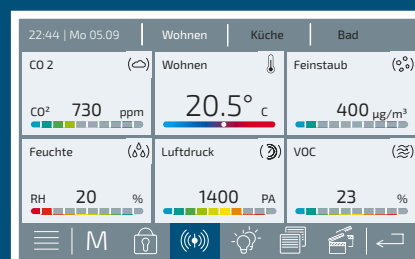 22:44 | Mo 05.09 Wohnen Küche Bad
CO 2 Wohnen Feinstaub
CO² 730 ppm 20.5° C 400 µg/m³
Feuchte Luftdruck VOC
RH 20 % 1400 PA 23 %
M